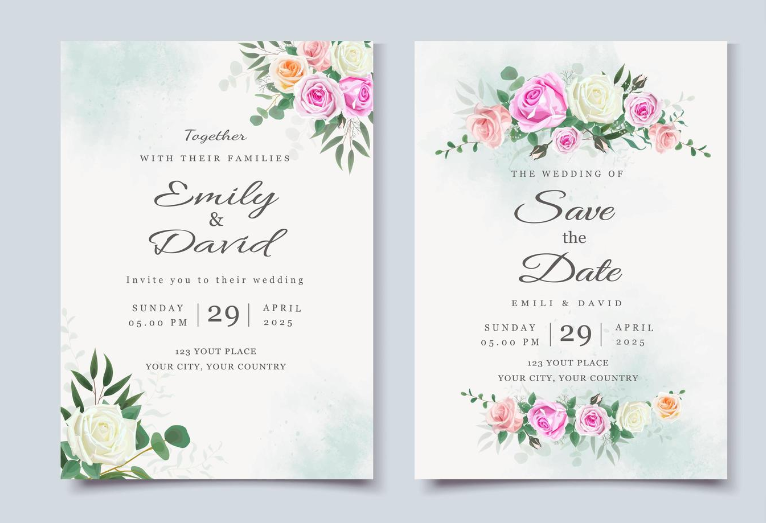 Together
WITH THEIR FAMILIES
Emily
&
David
Invite you to their wedding
SUNDAY
05.00 PM
29
APRIL
2025
123 YOUT PLACE
YOUR CITY, YOUR COUNTRY
THE WEDDING OF
Save
the
Date
EMILI & DAVID
SUNDAY
05.00 PM
29
APRIL
2025
123 YOUT PLACE
YOUR CITY, YOUR COUNTRY